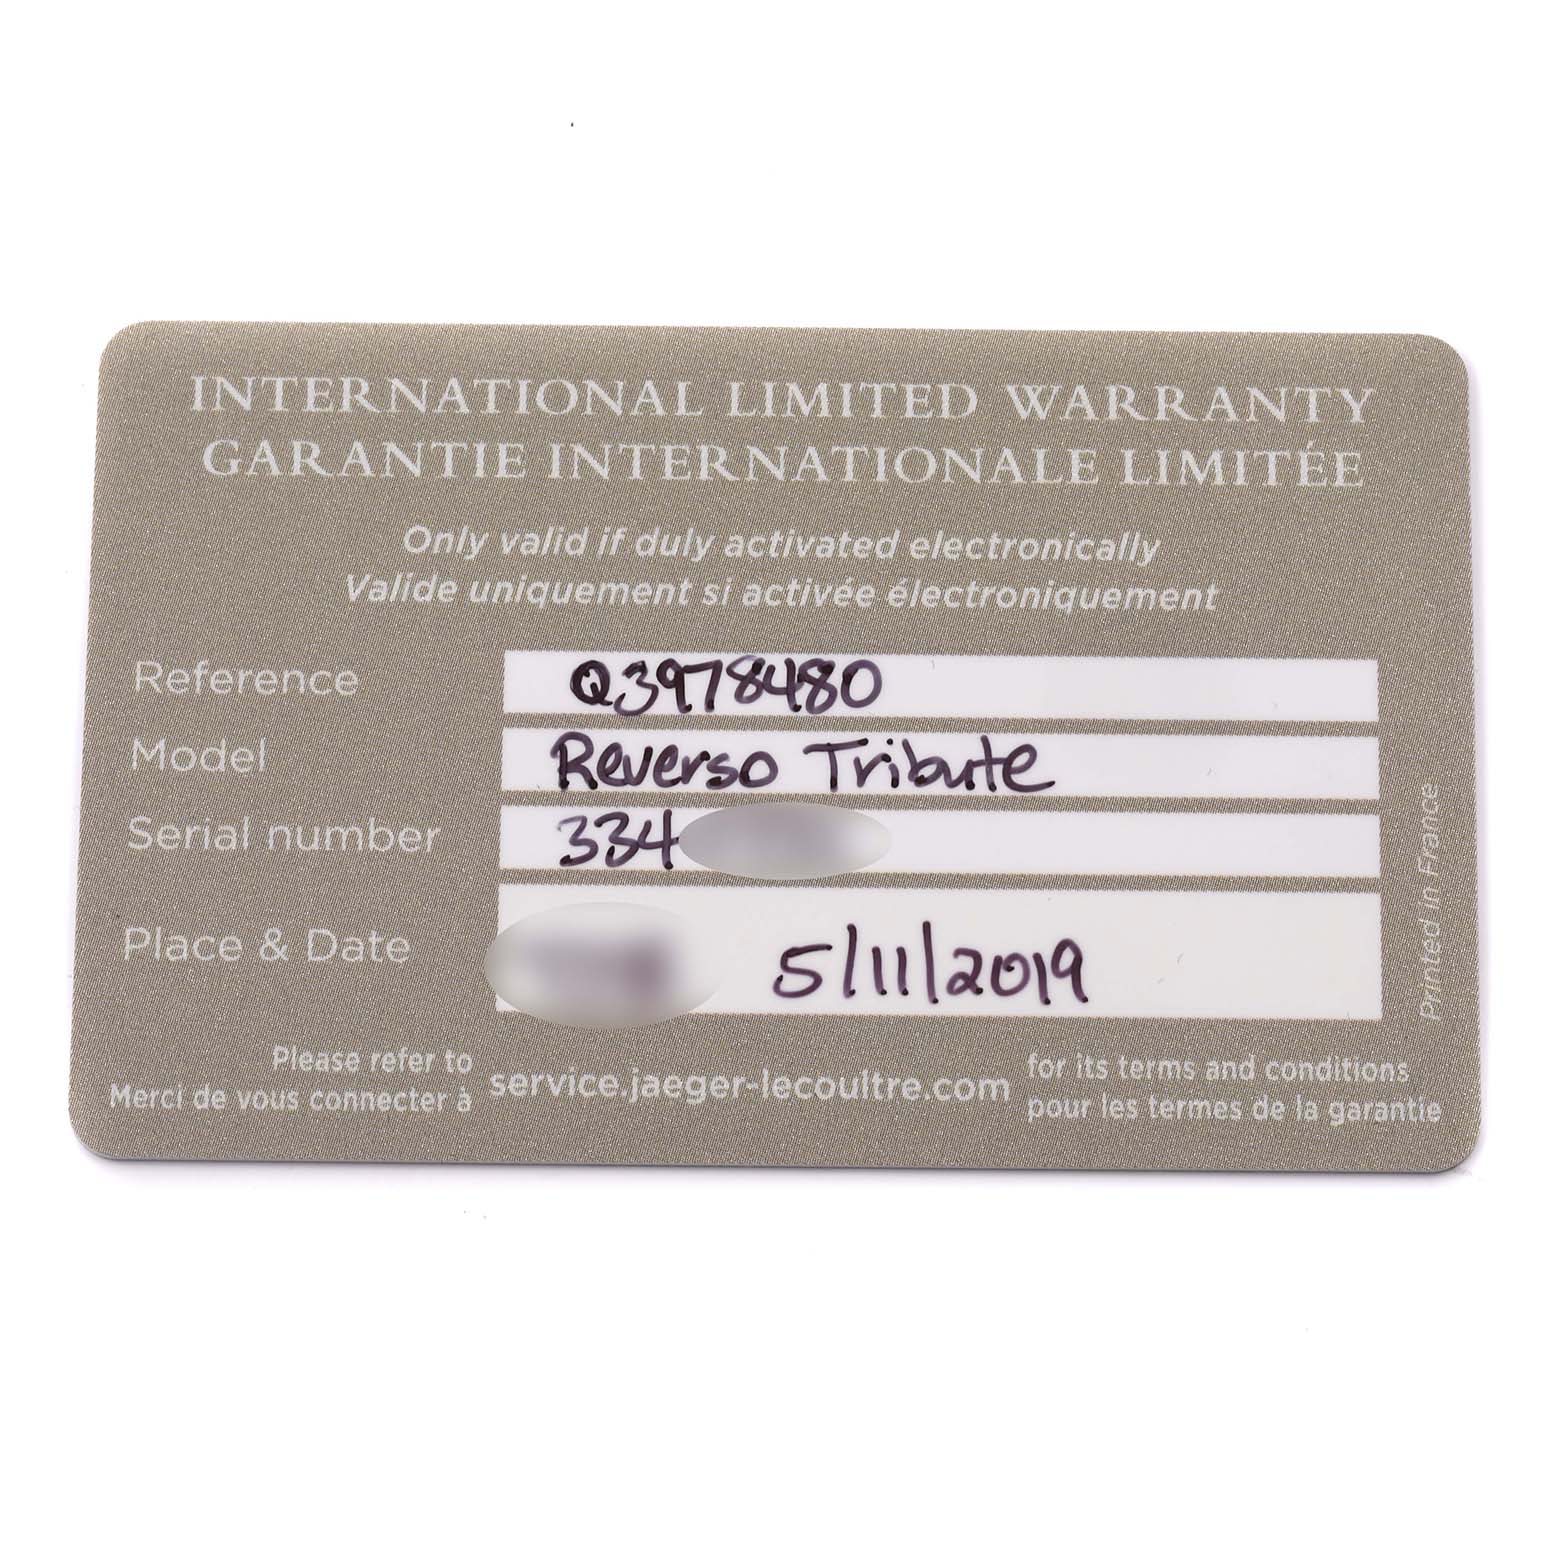 INTERNATIONAL LIMITED WARRANTY
GARANTIE INTERNATIONALE LIMITÉE
Only valid if duly activated electronically
Valide uniquement si activée électroniquement
Reference Q3978480
Model Reverso Tribute
Serial number 334
Place & Date 5/11/2019
Printed in France
Please refer to
Merci de vous connecter à
service.jaeger-lecoultre.com
for its terms and conditions
pour les termes de la garantie